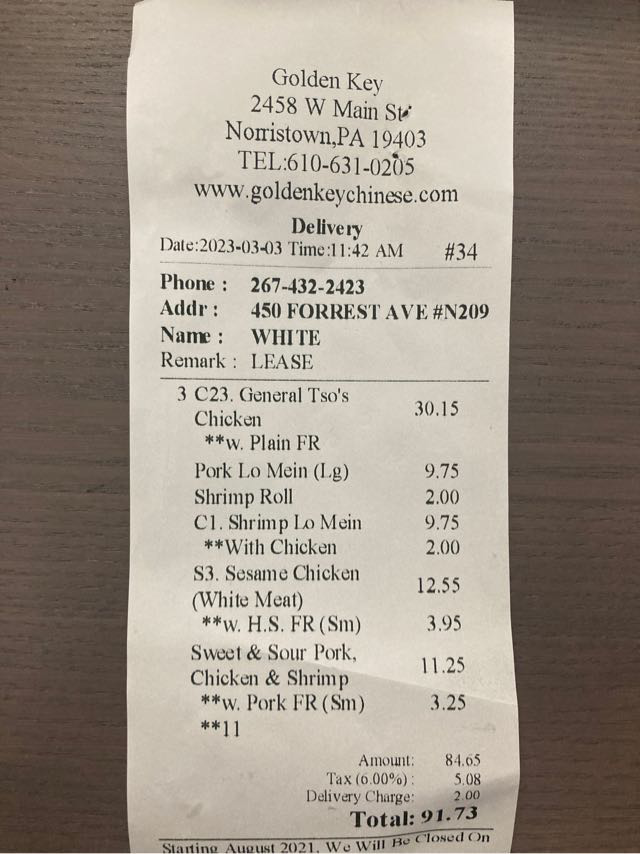 Golden Key
2458 W Main St
Norristown,PA 19403
TEL:610-631-0205
www.goldenkeychinese.com
Delivery
Date:2023-03-03 Time:11:42 AM #34
Phone : 267-432-2423
Addr : 450 FORREST AVE #N209
Name : WHITE
Remark : LEASE
3 C23. General Tso's 30.15
Chicken
**w. Plain FR
Pork Lo Mein (Lg) 9.75
Shrimp Roll 2.00
C1. Shrimp Lo Mein 9.75
**With Chicken 2.00
S3. Sesame Chicken 12.55
(White Meat)
**w. H.S. FR (Sm) 3.95
Sweet & Sour Pork, 11.25
Chicken & Shrimp
**w. Pork FR (Sm) 3.25
**11
Amount: 84.65
Tax (6.00%) : 5.08
Delivery Charge: 2.00
Total: 91.73
Starting August 2021, We Will Be Closed On